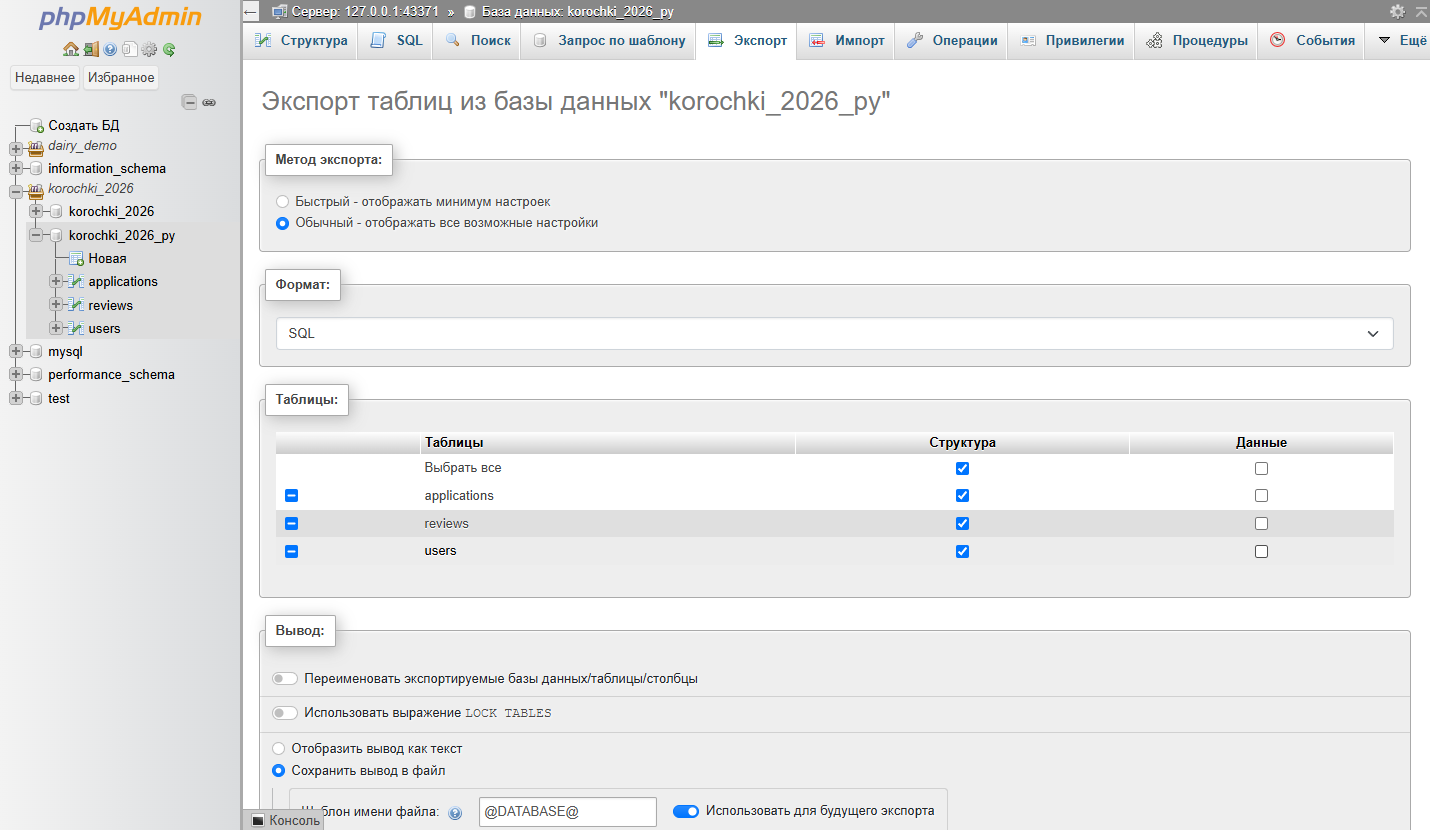 phpMyAdmin
Недавнее Избранное
Создать БД
dairy_demo
information_schema
korochki_2026
korochki_2026
korochki_2026_py
Новая
applications
reviews
users
mysql
performance_schema
test
Сервер: 127.0.0.1:43371 » База данных: korochki_2026_py
Структура SQL Поиск Запрос по шаблону Экспорт Импорт Операции Привилегии Процедуры События Ещё
Экспорт таблиц из базы данных "korochki_2026_py"
Метод экспорта:
Быстрый - отображать минимум настроек
Обычный - отображать все возможные настройки
Формат:
SQL
Таблицы:
Таблицы Структура Данные
Выбрать все
applications
reviews
users
Вывод:
Переименовать экспортируемые базы данных/таблицы/столбцы
Использовать выражение LOCK TABLES
Отобразить вывод как текст
Сохранить вывод в файл
имени файла: @DATABASE@ Использовать для будущего экспорта
Консоль